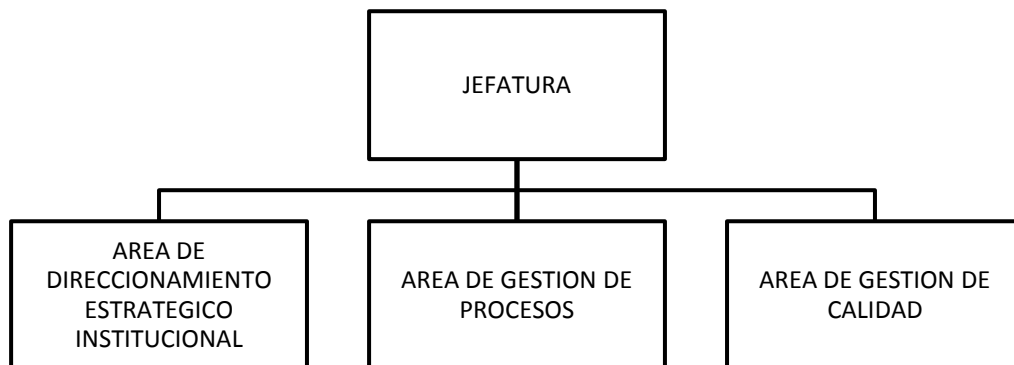 JEFATURA
AREA DE
DIRECCIONAMIENTO
ESTRATEGICO
INSTITUCIONAL
AREA DE GESTION DE
PROCESOS
AREA DE GESTION DE
CALIDAD